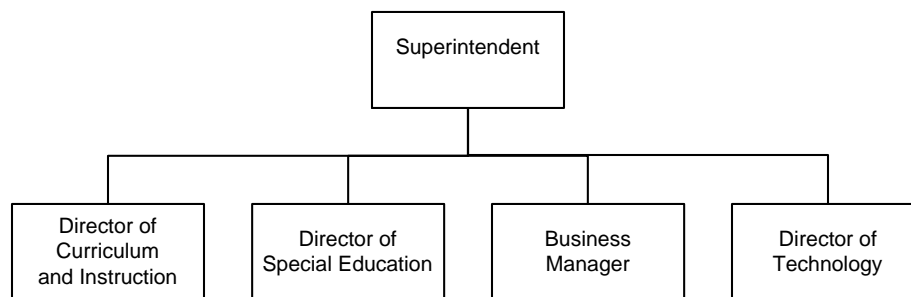 Superintendent
Director of
Curriculum
and Instruction
Director of
Special Education
Business
Manager
Director of
Technology